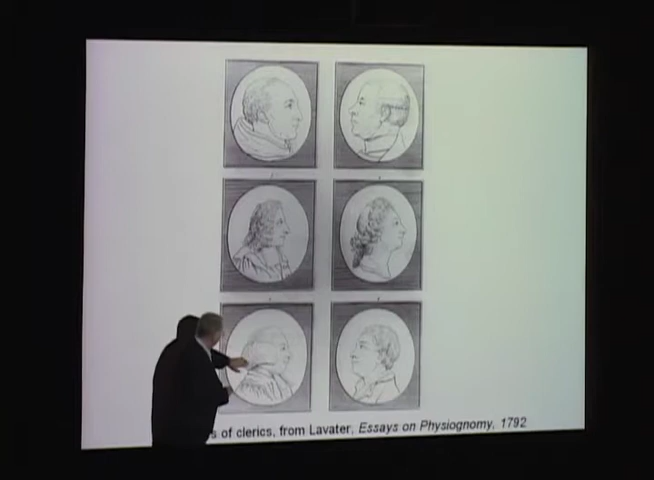 s of clerics, from Lavater, Essays on Physiognomy, 1792